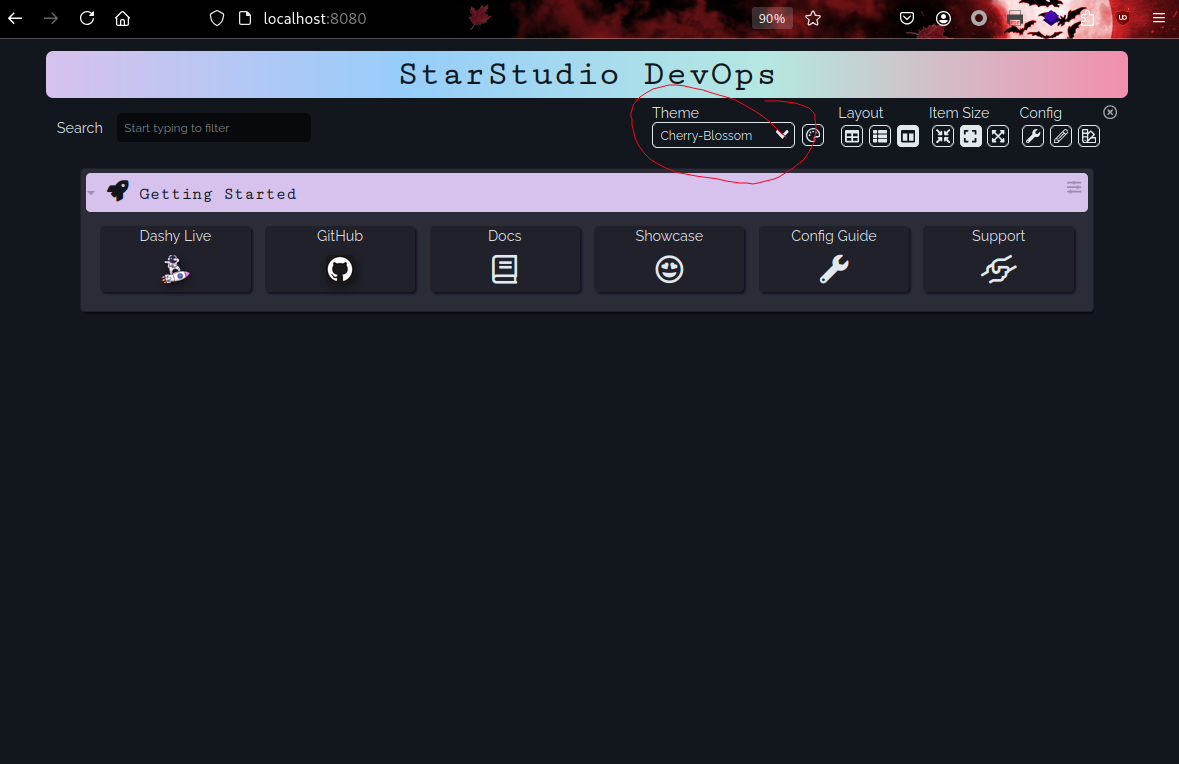 localhost:8080
90%
StarStudio DevOps
Theme
Layout
Item Size
Config
Search
Start typing to filter
Cherry-Blossom
Getting Started
Dashy Live
GitHub
Docs
Showcase
Config Guide
Support